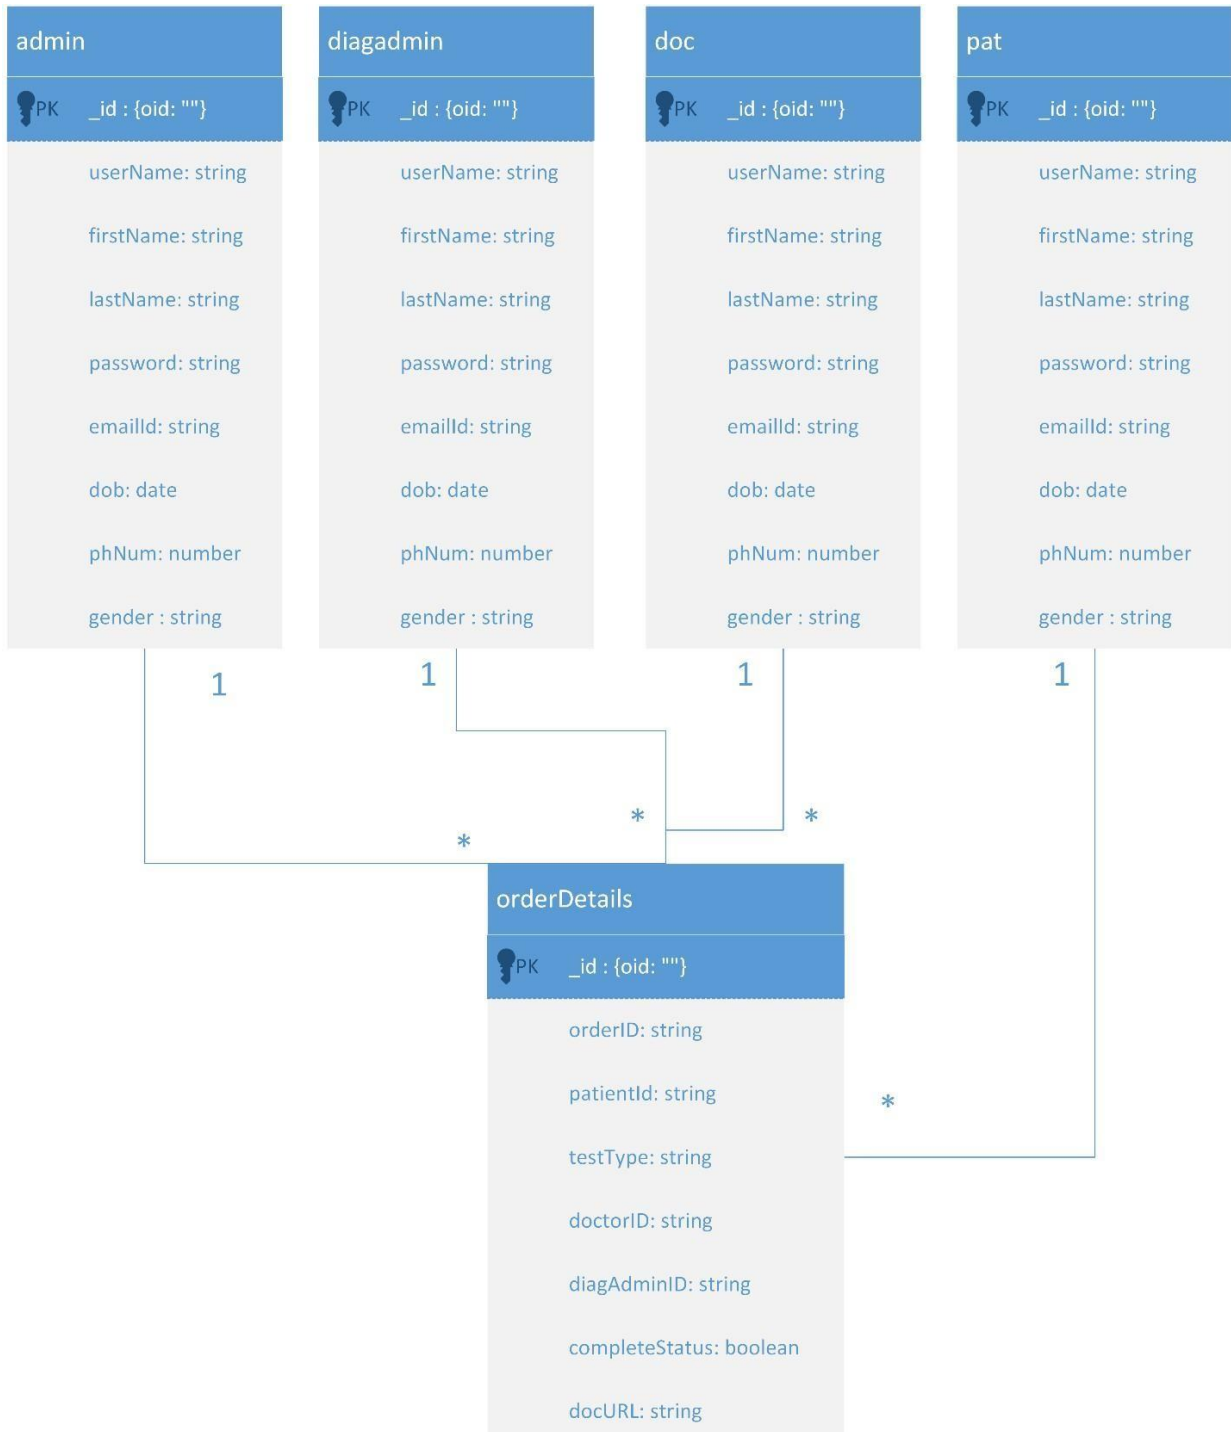 admin
PK _id : {oid: ""}
userName: string
firstName: string
lastName: string
password: string
emailId: string
dob: date
phNum: number
gender : string
diagadmin
PK _id : {oid: ""}
userName: string
firstName: string
lastName: string
password: string
emailId: string
dob: date
phNum: number
gender : string
doc
PK _id : {oid: ""}
userName: string
firstName: string
lastName: string
password: string
emailId: string
dob: date
phNum: number
gender : string
pat
PK _id : {oid: ""}
userName: string
firstName: string
lastName: string
password: string
emailId: string
dob: date
phNum: number
gender : string
1
1
1
1
*
*
*
orderDetails
PK _id : {oid: ""}
orderID: string
patientId: string
*
testType: string
doctorID: string
diagAdminID: string
completeStatus: boolean
docURL: string